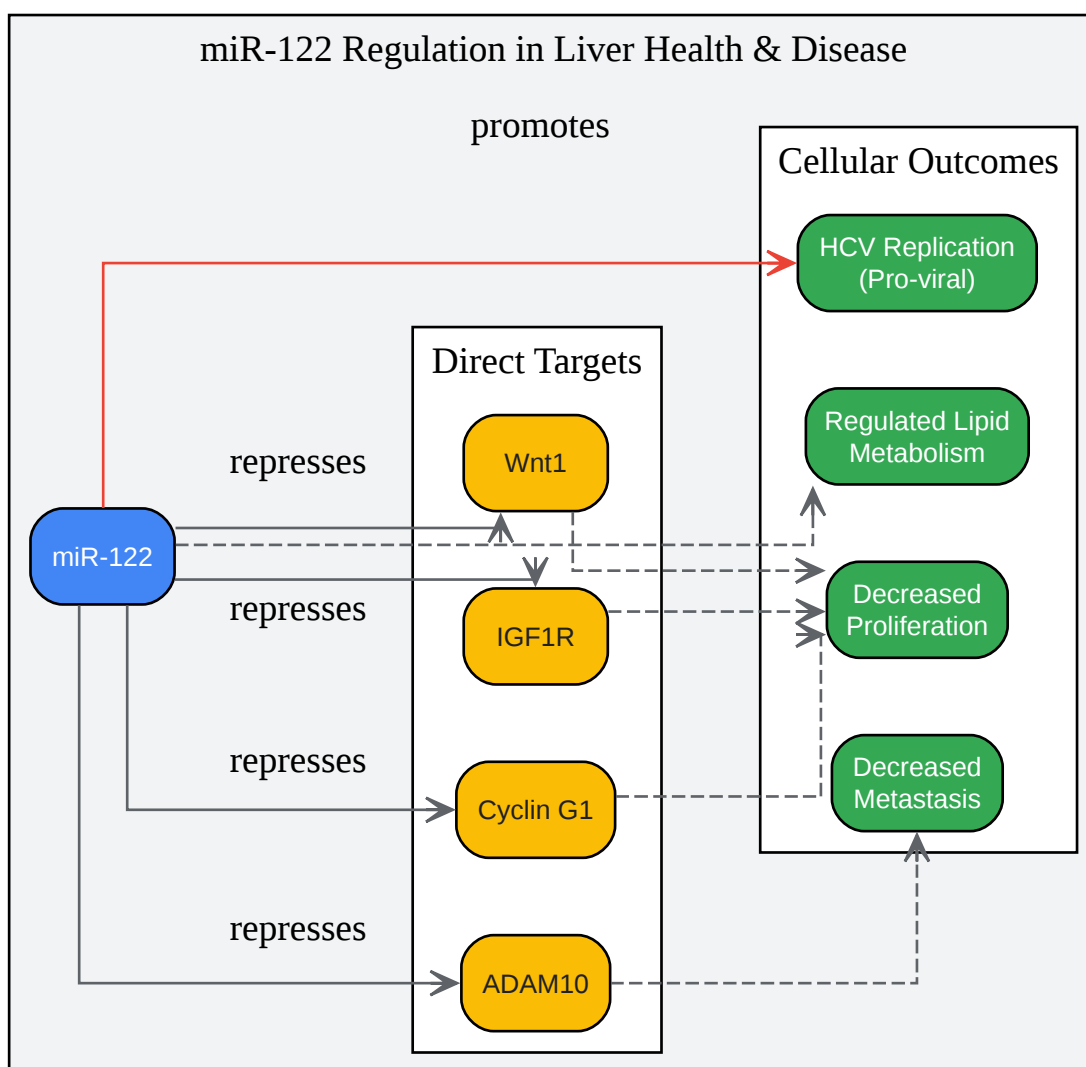 miR-122 Regulation in Liver Health & Disease
promotes
Cellular Outcomes
HCV Replication
(Pro-viral)
Direct Targets
Regulated Lipid
Metabolism
represses
Wnt1
miR-122
represses
IGF1R
Decreased
Proliferation
represses
Cyclin G1
Decreased
Metastasis
represses
ADAM10